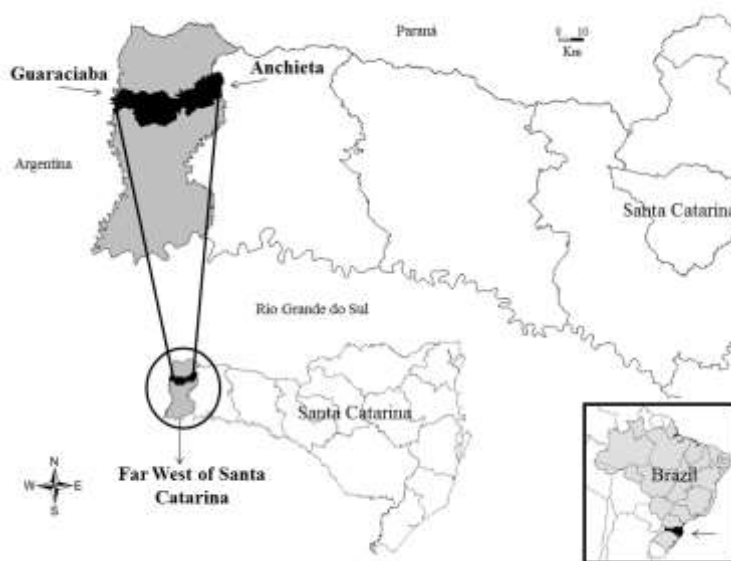 Paraná
0 10
Km
Guaraciaba
Anchieta
Argentina
Santa Catarina
Rio Grande do Sul
Santa Catarina
Far West of Santa
Catarina
N
W E
S
Brazil